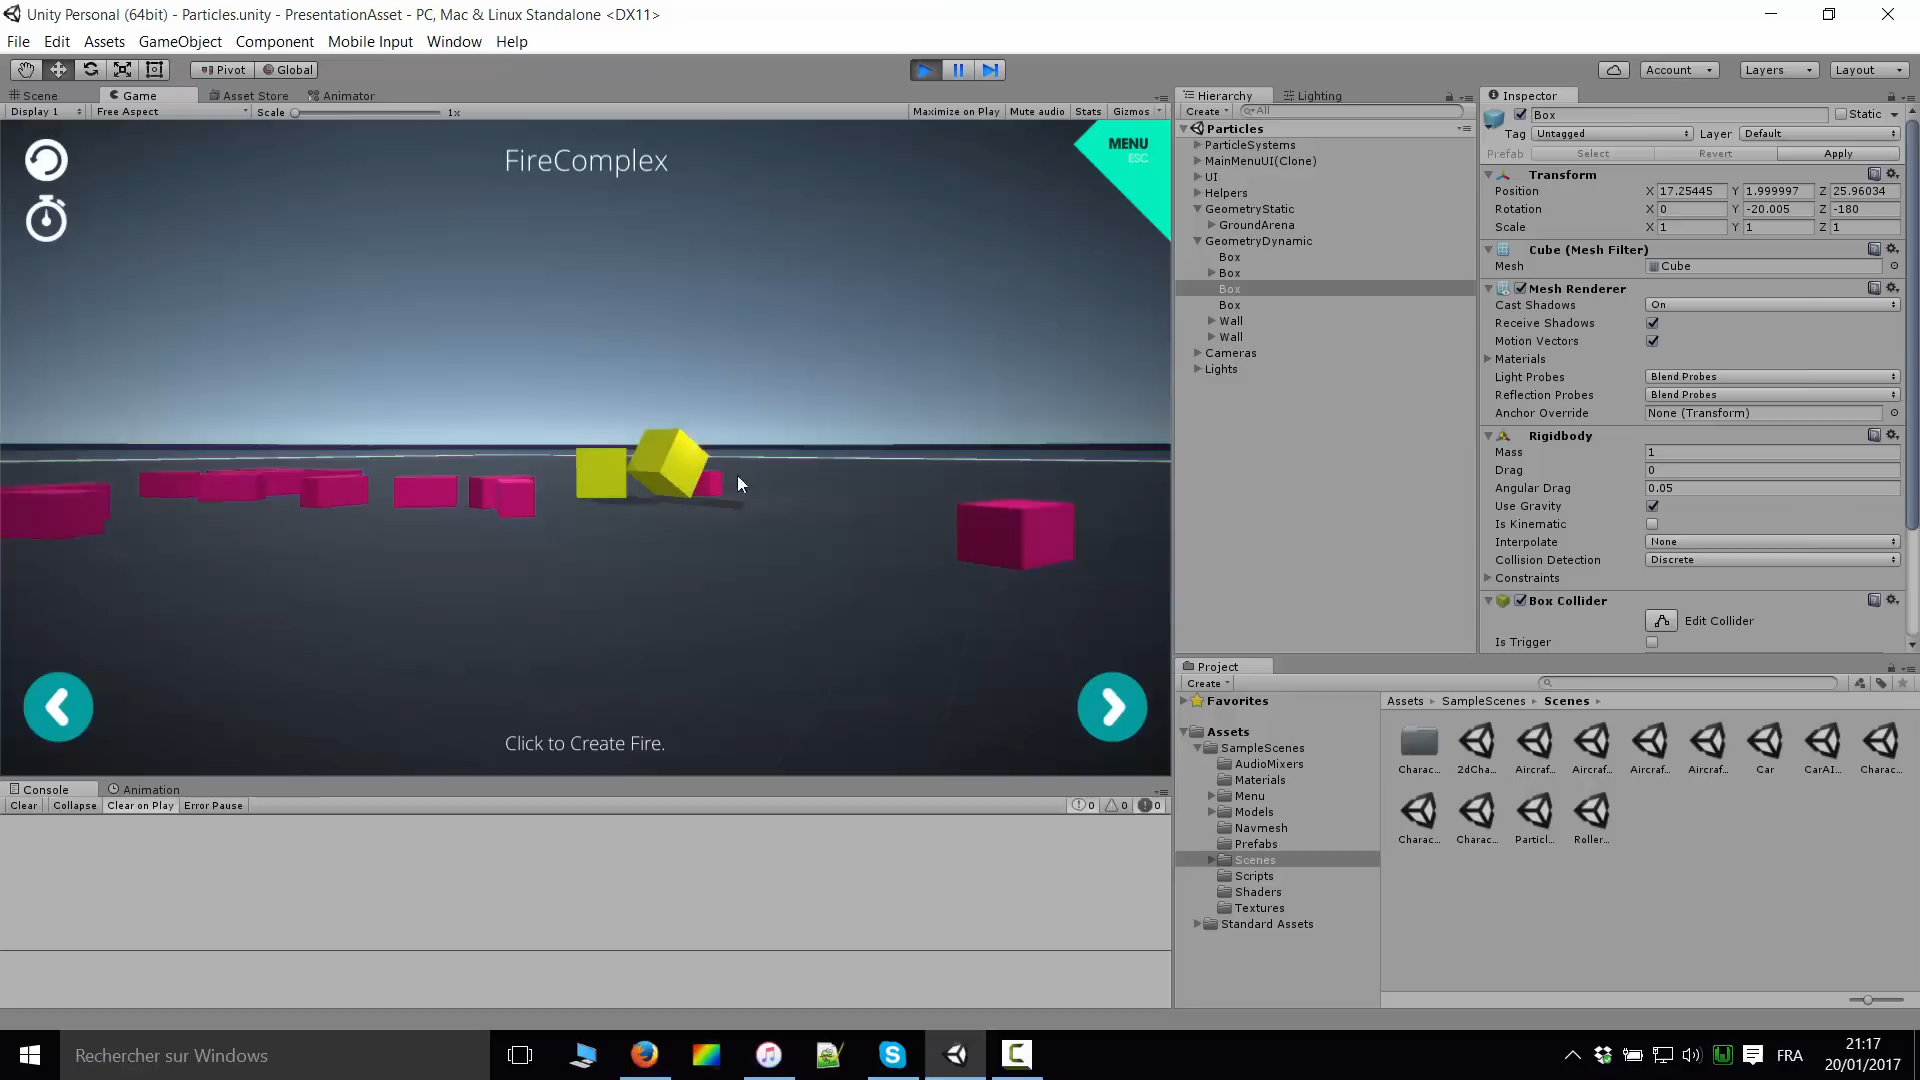 Unity Personal (64bit) - Particles.unity - PresentationAsset - PC, Mac & Linux Standalone <DX11>
File Edit Assets GameObject Component Mobile Input Window Help
Pivot Global Account Layers Layout
Scene Game Asset Store Animator
Display 1 Free Aspect Scale 1x Maximize on Play Mute audio Stats Gizmos
FireComplex
MENU
ESC
Click to Create Fire.
Hierarchy Lighting
Create All
Particles
ParticleSystems
MainMenuUI(Clone)
UI
Helpers
GeometryStatic
GroundArena
GeometryDynamic
Box
Box
Box
Box
Wall
Wall
Cameras
Lights
Inspector
Box Static
Tag Untagged Layer Default
Prefab Select Revert Apply
Transform
Position X 17.25445 Y 1.999997 Z 25.96034
Rotation X 0 Y -20.005 Z -180
Scale X 1 Y 1 Z 1
Cube (Mesh Filter)
Mesh Cube
Mesh Renderer
Cast Shadows On
Receive Shadows
Motion Vectors
Materials
Light Probes Blend Probes
Reflection Probes Blend Probes
Anchor Override None (Transform)
Rigidbody
Mass 1
Drag 0
Angular Drag 0.05
Use Gravity
Is Kinematic
Interpolate None
Collision Detection Discrete
Constraints
Box Collider
Edit Collider
Is Trigger
Project
Create
Favorites
Assets
SampleScenes
AudioMixers
Materials
Menu
Models
Navmesh
Prefabs
Scenes
Scripts
Shaders
Textures
Standard Assets
Assets SampleScenes Scenes
Charac... 2dCha... Aircraf... Aircraf... Aircraf... Aircraf... Car CarAI... Charac...
Charac... Charac... Particl... Roller...
Console Animation
Clear Collapse Clear on Play Error Pause 0 0 0
Rechercher sur Windows
FRA
21:17
20/01/2017